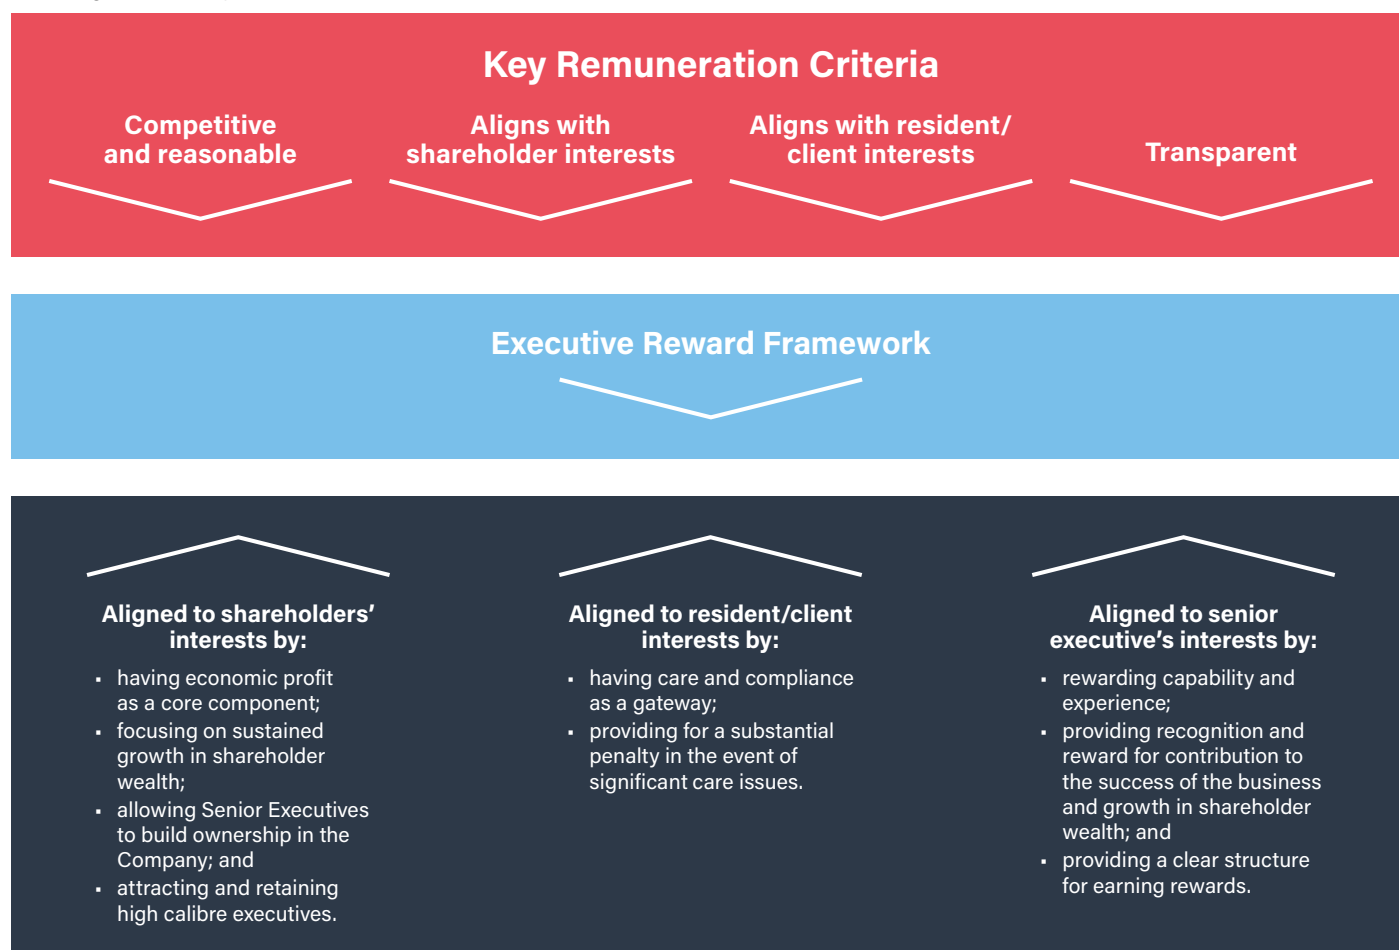 Key Remuneration Criteria
Competitive
and reasonable
Aligns with
shareholder interests
Aligns with resident/
client interests
Transparent
Executive Reward Framework
Aligned to shareholders’
interests by:
▪ having economic profit
as a core component;
▪ focusing on sustained
growth in shareholder
wealth;
▪ allowing Senior Executives
to build ownership in the
Company; and
▪ attracting and retaining
high calibre executives.
Aligned to resident/client
interests by:
▪ having care and compliance
as a gateway;
▪ providing for a substantial
penalty in the event of
significant care issues.
Aligned to senior
executive’s interests by:
▪ rewarding capability and
experience;
▪ providing recognition and
reward for contribution to
the success of the business
and growth in shareholder
wealth; and
▪ providing a clear structure
for earning rewards.